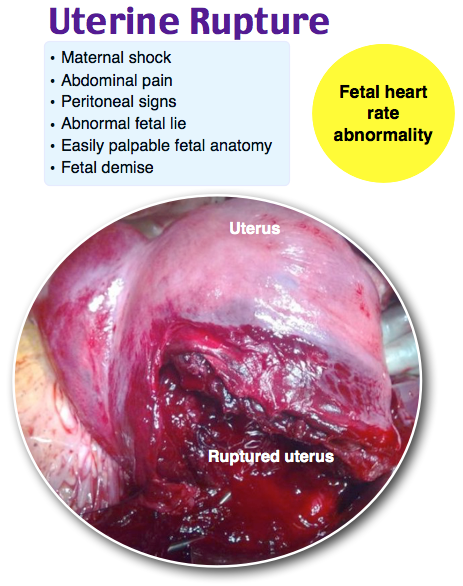 Uterine Rupture
• Maternal shock
• Abdominal pain
• Peritoneal signs
• Abnormal fetal lie
• Easily palpable fetal anatomy
• Fetal demise
Fetal heart
rate
abnormality
Uterus
Ruptured uterus